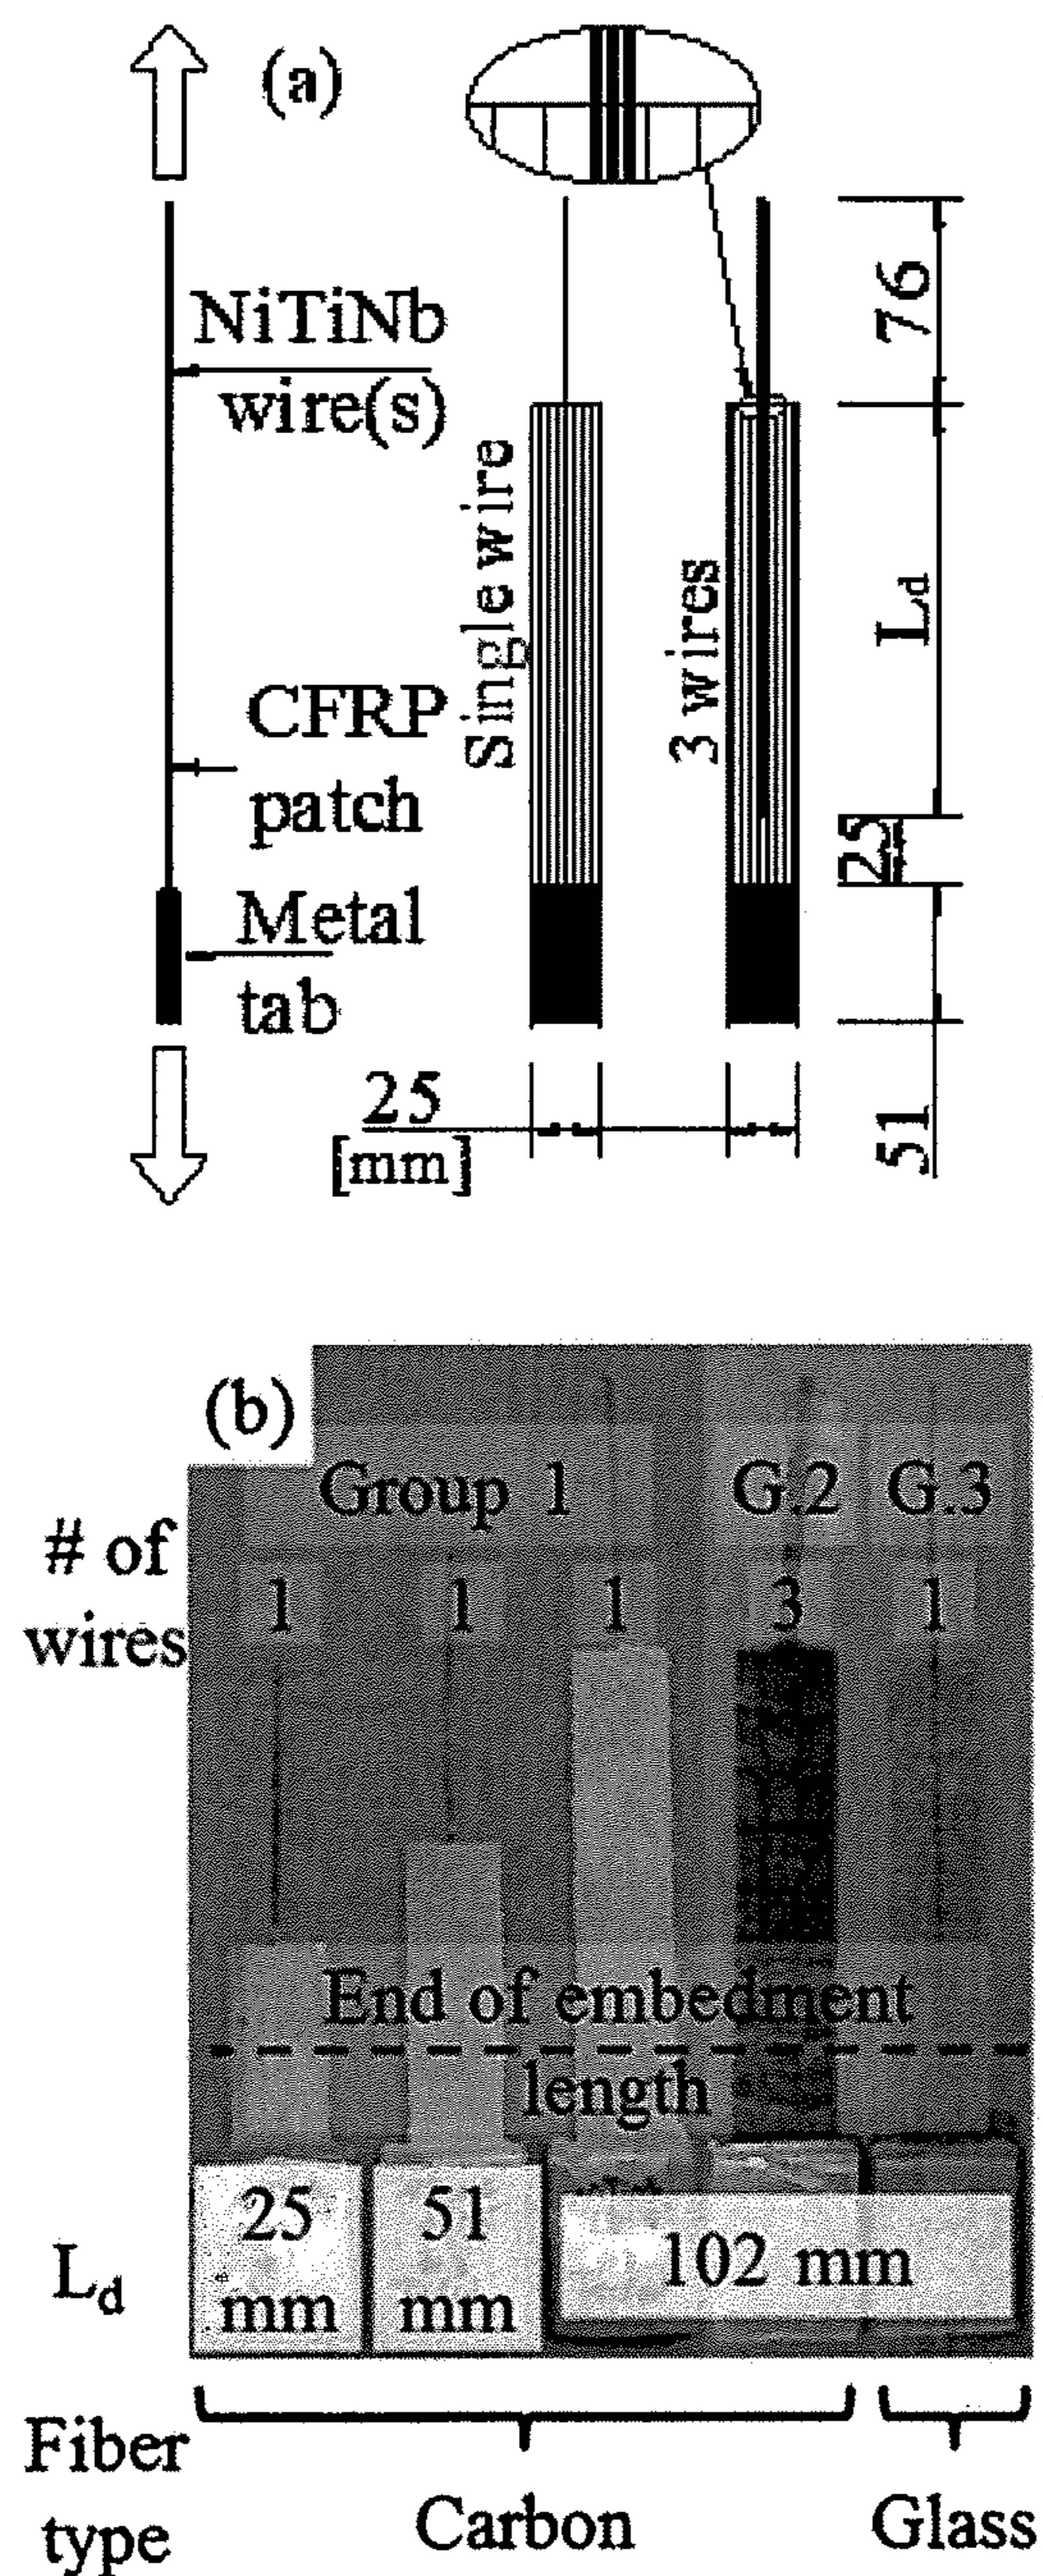 (a)
NiTiNb
wire(s)
Single wire
3 wires
76
CFRP
patch
Ld
25
Metal
tab
25
[mm]
51
(b)
Group 1 G.2 G.3
# of
wires
1 1 1 3 1
End of embedment
length
Ld
25
mm
51
mm
102 mm
Fiber
type
Carbon Glass